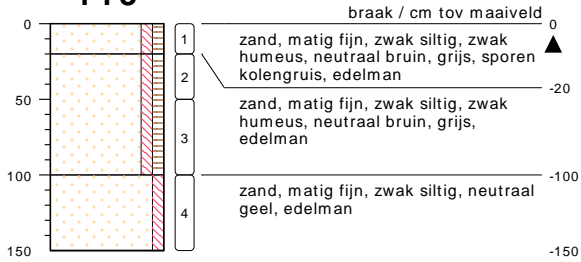 braak / cm tov maaiveld
0
0
1
zand, matig fijn, zwak siltig, zwak
humeus, neutraal bruin, grijs, sporen
kolengruis, edelman
2
-20
50
zand, matig fijn, zwak siltig, zwak
humeus, neutraal bruin, grijs,
edelman
3
100
-100
4
zand, matig fijn, zwak siltig, neutraal
geel, edelman
150
-150